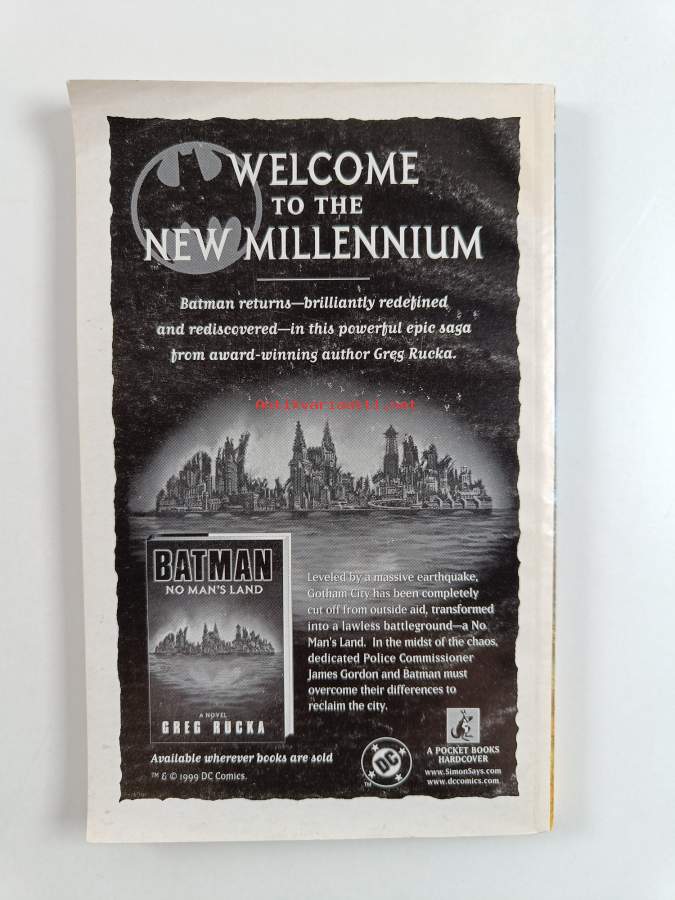 WELCOME
TO THE
NEW MILLENNIUM
TM
Batman returns—brilliantly redefined
and rediscovered—in this powerful epic saga
from award-winning author Greg Rucka.
Antikvariaatti.net
BATMAN
NO MAN'S LAND
A NOVEL
GREG RUCKA
Leveled by a massive earthquake,
Gotham City has been completely
cut off from outside aid, transformed
into a lawless battleground—a No
Man's Land. In the midst of the chaos,
dedicated Police Commissioner
James Gordon and Batman must
overcome their differences to
reclaim the city.
Available wherever books are sold
™ & © 1999 DC Comics.
DC
TM
A POCKET BOOKS
HARDCOVER
www.SimonSays.com
www.dccomics.com